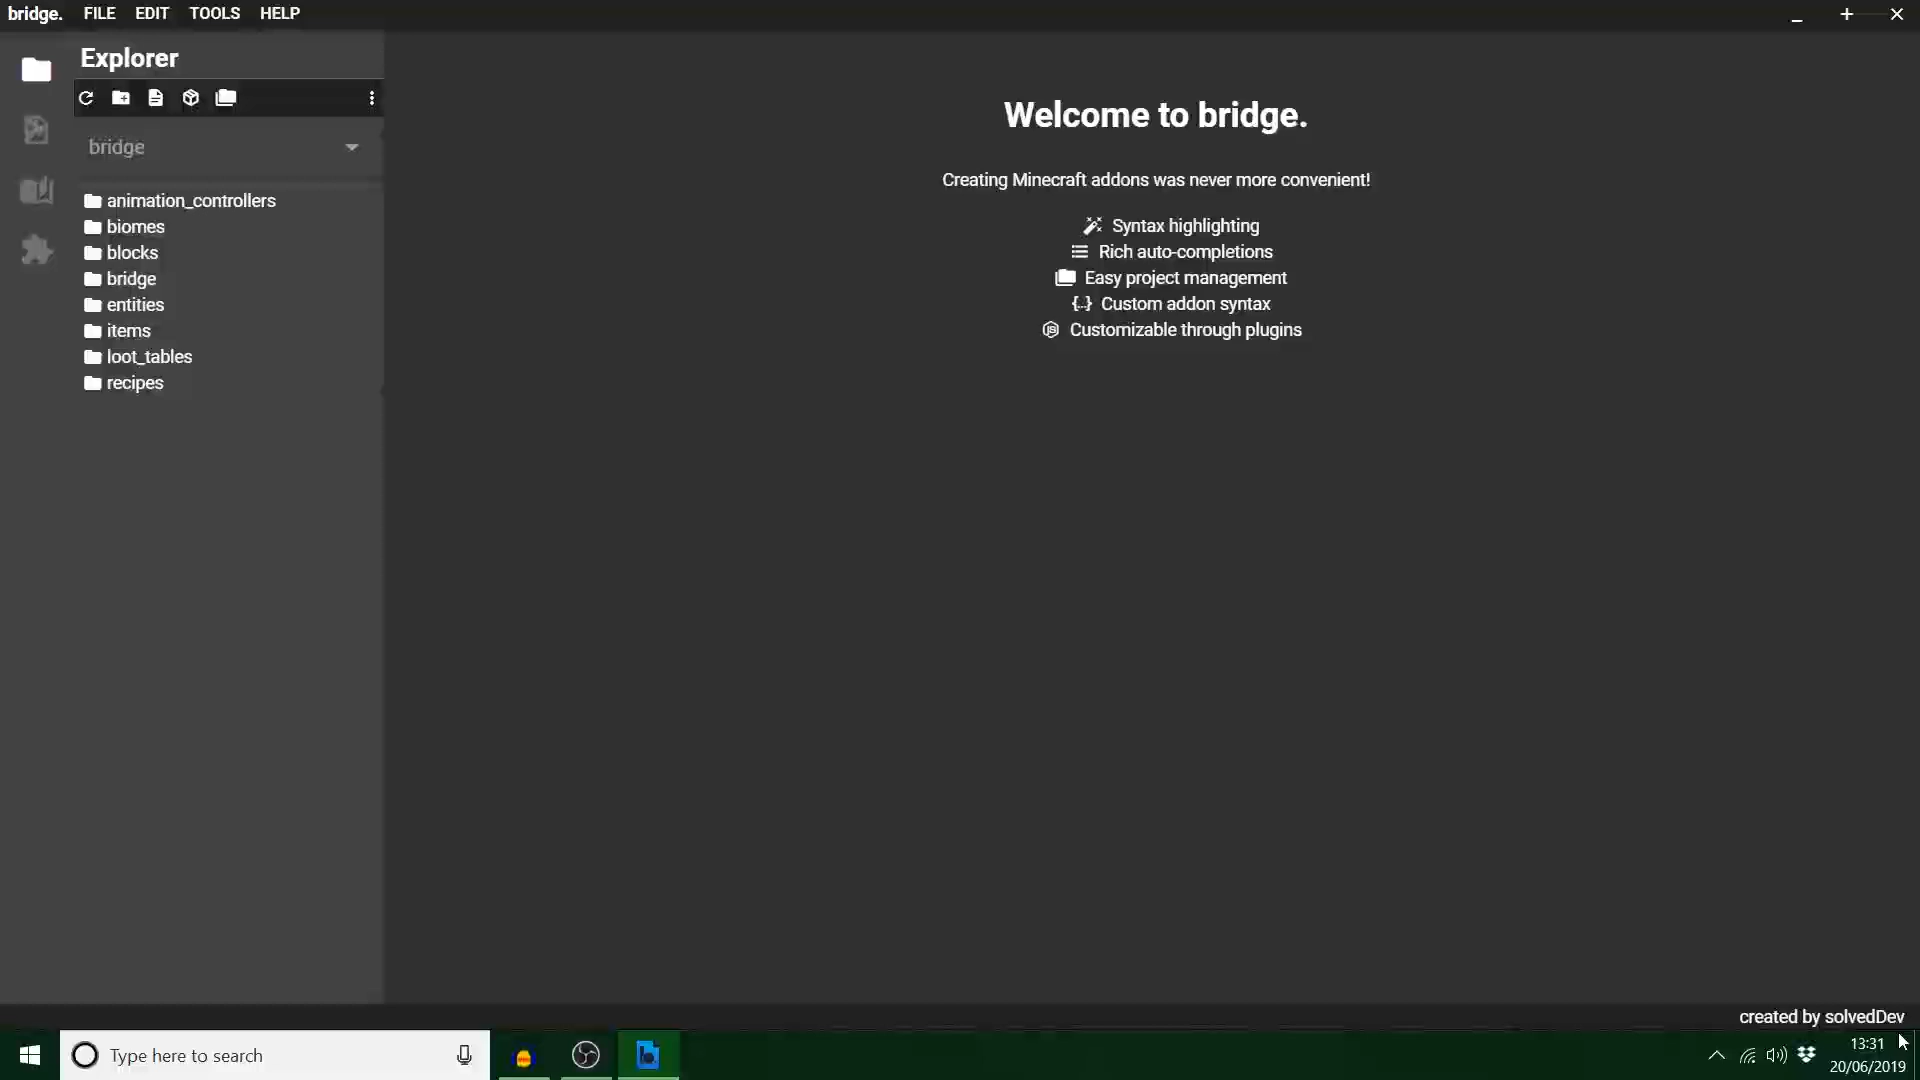 bridge. FILE EDIT TOOLS HELP
Explorer
bridge
animation_controllers
biomes
blocks
bridge
entities
items
loot_tables
recipes
Welcome to bridge.
Creating Minecraft addons was never more convenient!
Syntax highlighting
Rich auto-completions
Easy project management
Custom addon syntax
Customizable through plugins
created by solvedDev
Type here to search
13:31
20/06/2019